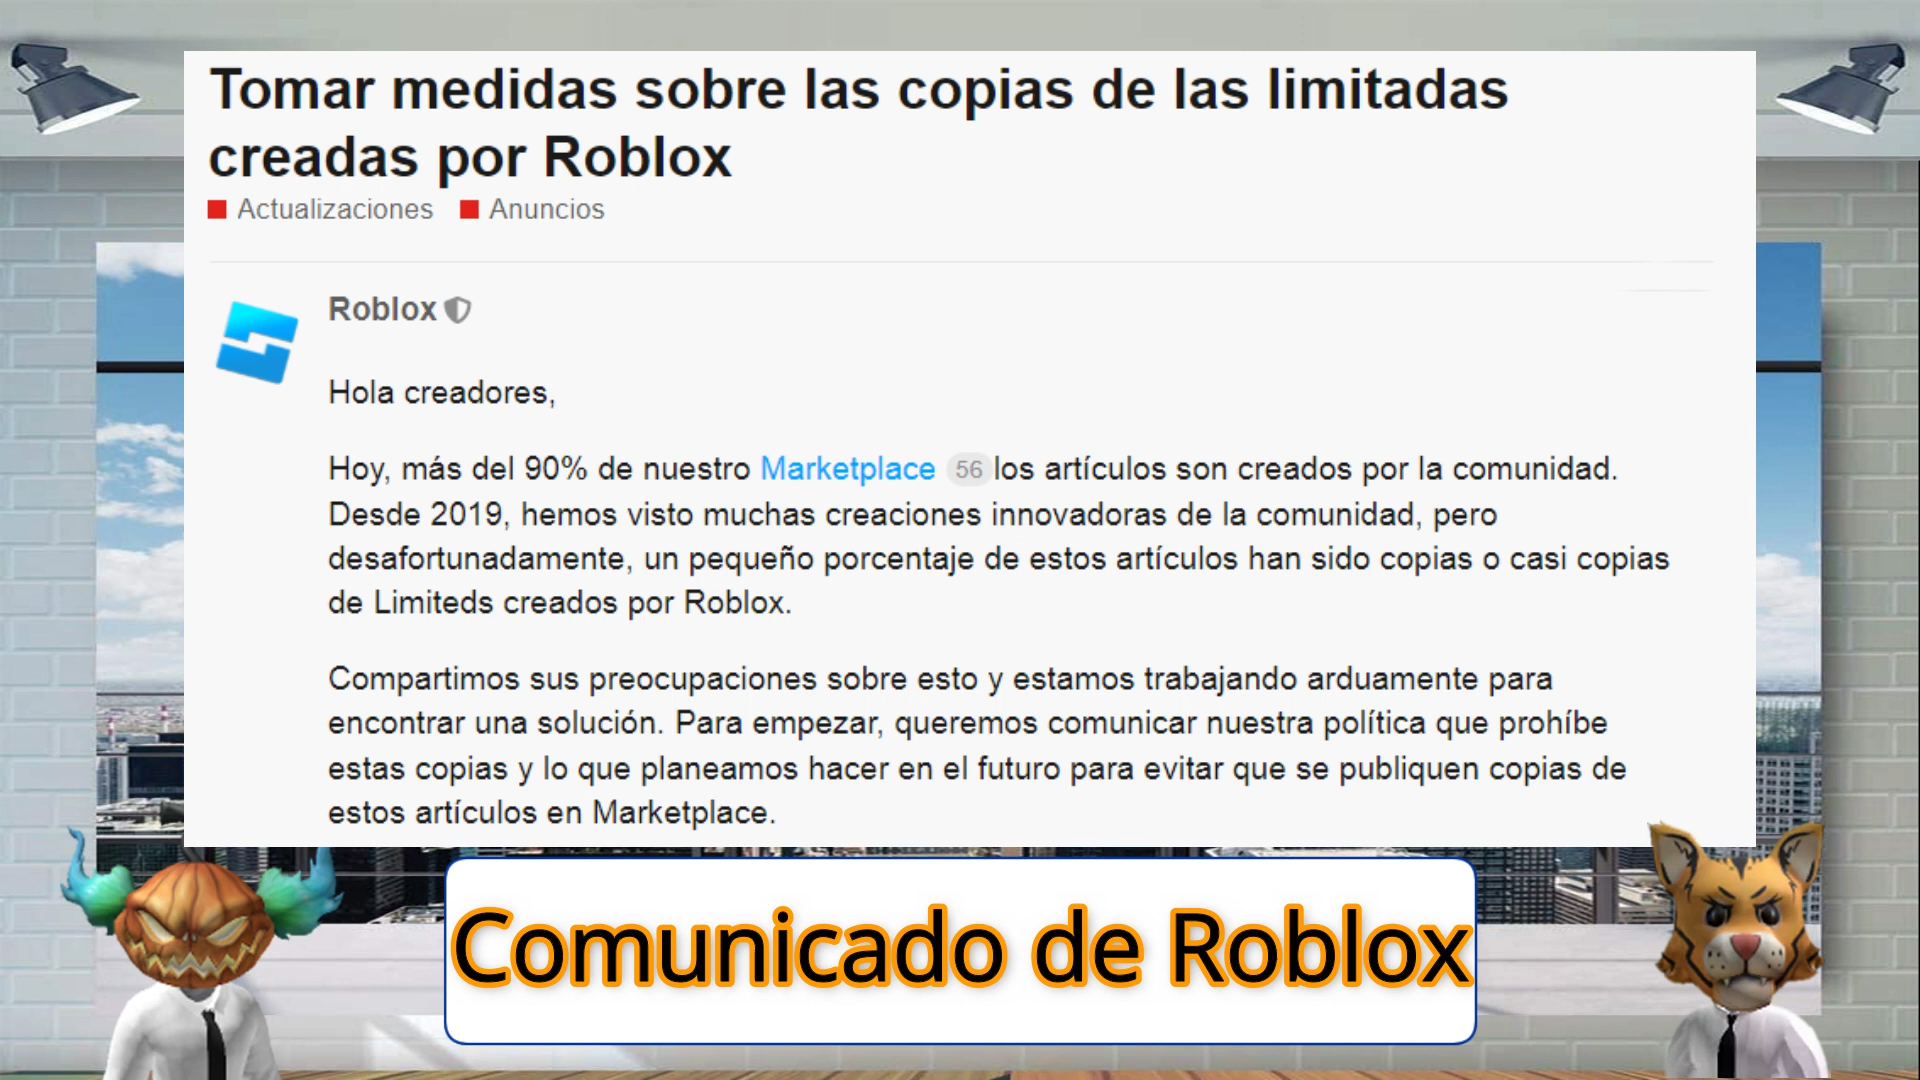 Tomar medidas sobre las copias de las limitadas
creadas por Roblox
Actualizaciones Anuncios
Roblox
Hola creadores,
Hoy, más del 90% de nuestro Marketplace 56 los artículos son creados por la comunidad.
Desde 2019, hemos visto muchas creaciones innovadoras de la comunidad, pero
desafortunadamente, un pequeño porcentaje de estos artículos han sido copias o casi copias
de Limiteds creados por Roblox.
Compartimos sus preocupaciones sobre esto y estamos trabajando arduamente para
encontrar una solución. Para empezar, queremos comunicar nuestra política que prohíbe
estas copias y lo que planeamos hacer en el futuro para evitar que se publiquen copias de
estos artículos en Marketplace.
Comunicado de Roblox